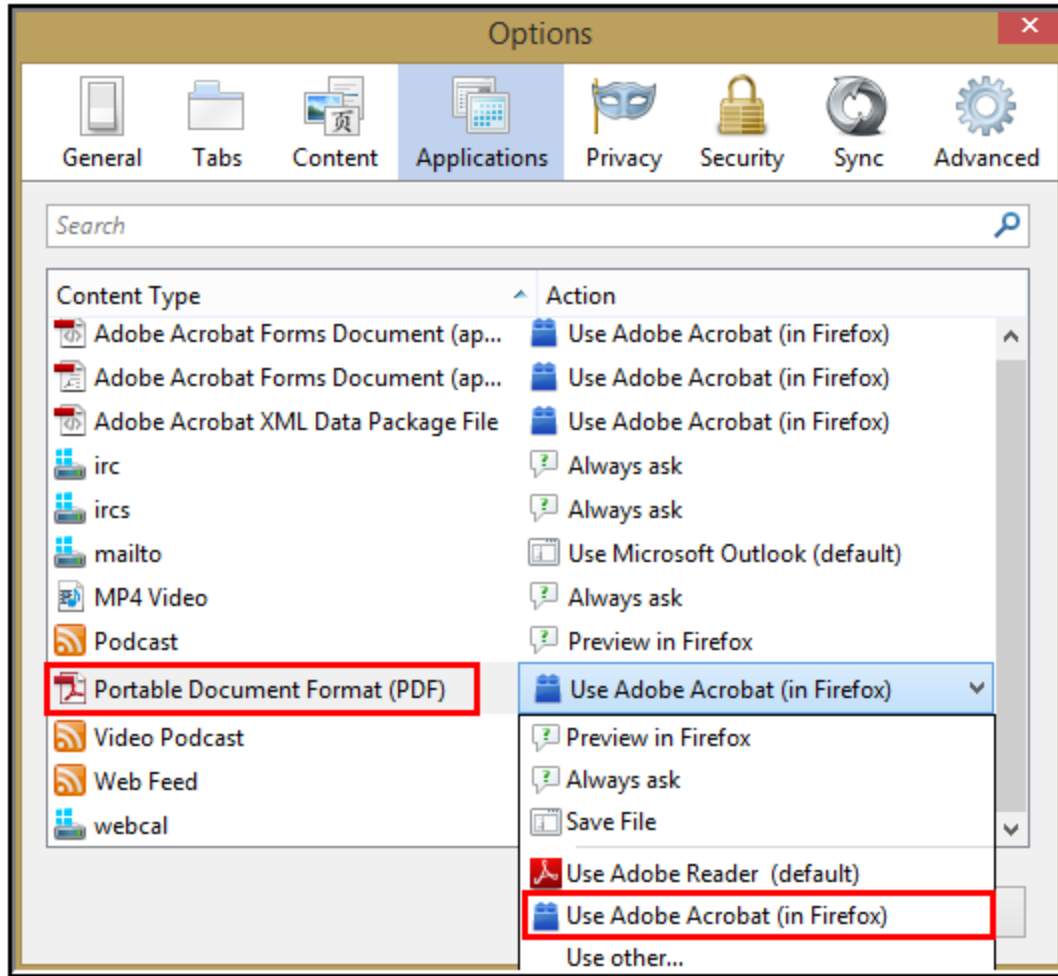 Options
页
General Tabs Content Applications Privacy Security Sync Advanced
Search
Content Type Action
Adobe Acrobat Forms Document (ap... Use Adobe Acrobat (in Firefox)
Adobe Acrobat Forms Document (ap... Use Adobe Acrobat (in Firefox)
Adobe Acrobat XML Data Package File Use Adobe Acrobat (in Firefox)
irc Always ask
ircs Always ask
mailto Use Microsoft Outlook (default)
MP4 Video Always ask
Podcast Preview in Firefox
Portable Document Format (PDF) Use Adobe Acrobat (in Firefox)
Video Podcast Preview in Firefox
Web Feed Always ask
webcal Save File
Use Adobe Reader (default)
Use Adobe Acrobat (in Firefox)
Use other...